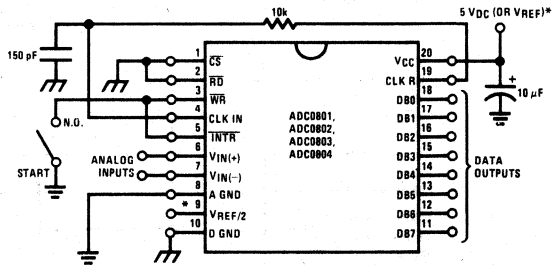 10k
5 VDC (OR VREF)*
150 pF
1
CS
2
RD
3
WR
4
CLK IN
5
INTR
6
VIN(+)
7
VIN(−)
8
A GND
9
VREF/2
10
D GND
*
N.O.
START
ANALOG
INPUTS
ADC0801,
ADC0802,
ADC0803,
ADC0804
20
VCC
19
CLK R
18
DB0
17
DB1
16
DB2
15
DB3
14
DB4
13
DB5
12
DB6
11
DB7
+
10 μF
DATA
OUTPUTS